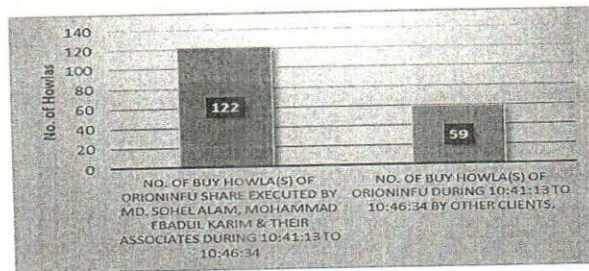 140
120
100
80
60
40
20
0
No. of Howlas
122
59
NO. OF BUY HOWLA(S) OF
ORIONINFU SHARE EXECUTED BY
MD. SOHEL ALAM, MOHAMMAD
EBADUL KARIM & THEIR
ASSOCIATES DURING 10:41:13 TO
10:46:34
NO. OF BUY HOWLA(S) OF
ORIONINFU DURING 10:41:13 TO
10:46:34 BY OTHER CLIENTS.